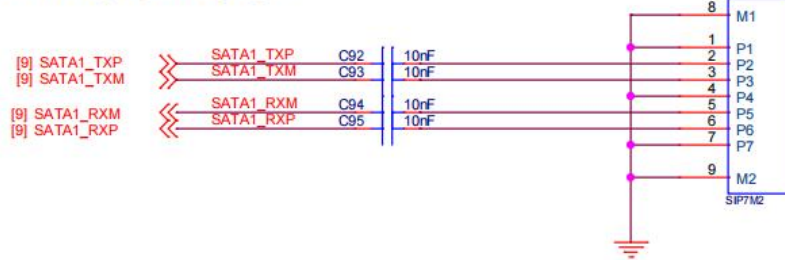 8 M1
1 P1
[9] SATA1_TXP SATA1_TXP C92 10nF 2 P2
[9] SATA1_TXM SATA1_TXM C93 10nF 3 P3
4 P4
[9] SATA1_RXM SATA1_RXM C94 10nF 5 P5
[9] SATA1_RXP SATA1_RXP C95 10nF 6 P6
7 P7
9 M2
SIP7M2